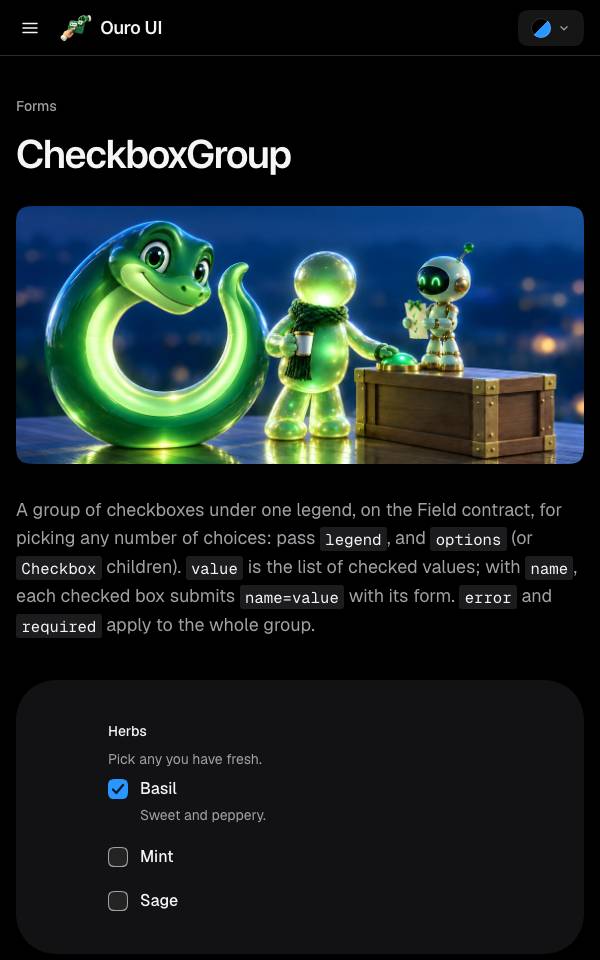 Ouro UI
Forms
CheckboxGroup
A group of checkboxes under one legend, on the Field contract, for
picking any number of choices: pass legend, and options (or
Checkbox children). value is the list of checked values; with name,
each checked box submits name=value with its form. error and
required apply to the whole group.
Herbs
Pick any you have fresh.
Basil
Sweet and peppery.
Mint
Sage